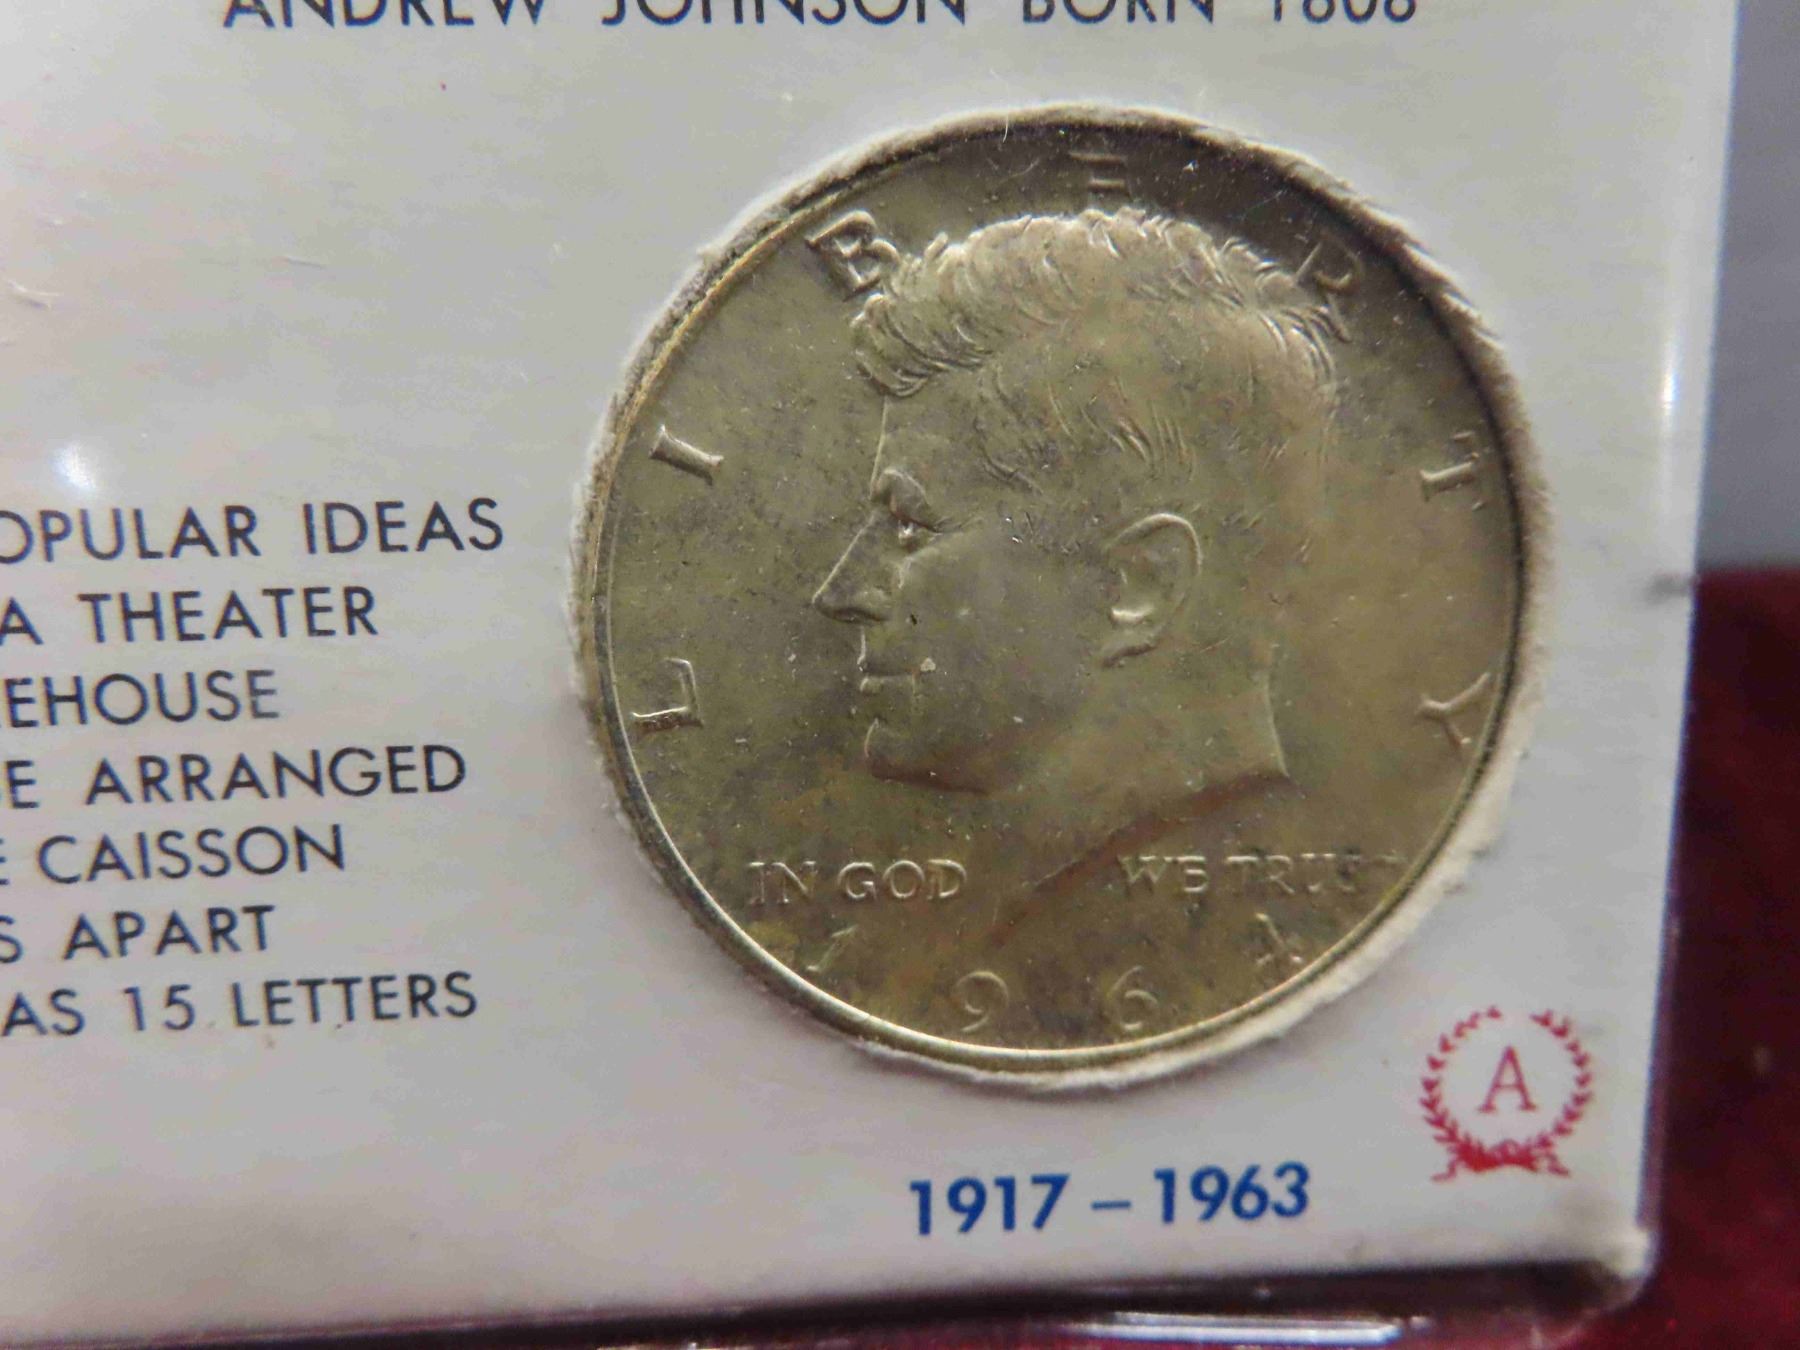 ANDREW JOHNSON BORN 1808
LIBERTY
OPULAR IDEAS
A THEATER
EHOUSE
E ARRANGED
E CAISSON
S APART
AS 15 LETTERS
IN GOD WE TRUST
1964
A
1917 – 1963